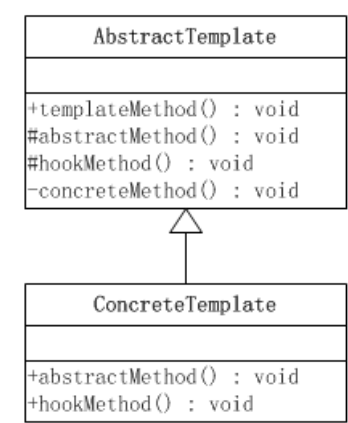 AbstractTemplate
+templateMethod() : void
#abstractMethod() : void
#hookMethod() : void
-concreteMethod() : void
ConcreteTemplate
+abstractMethod() : void
+hookMethod() : void